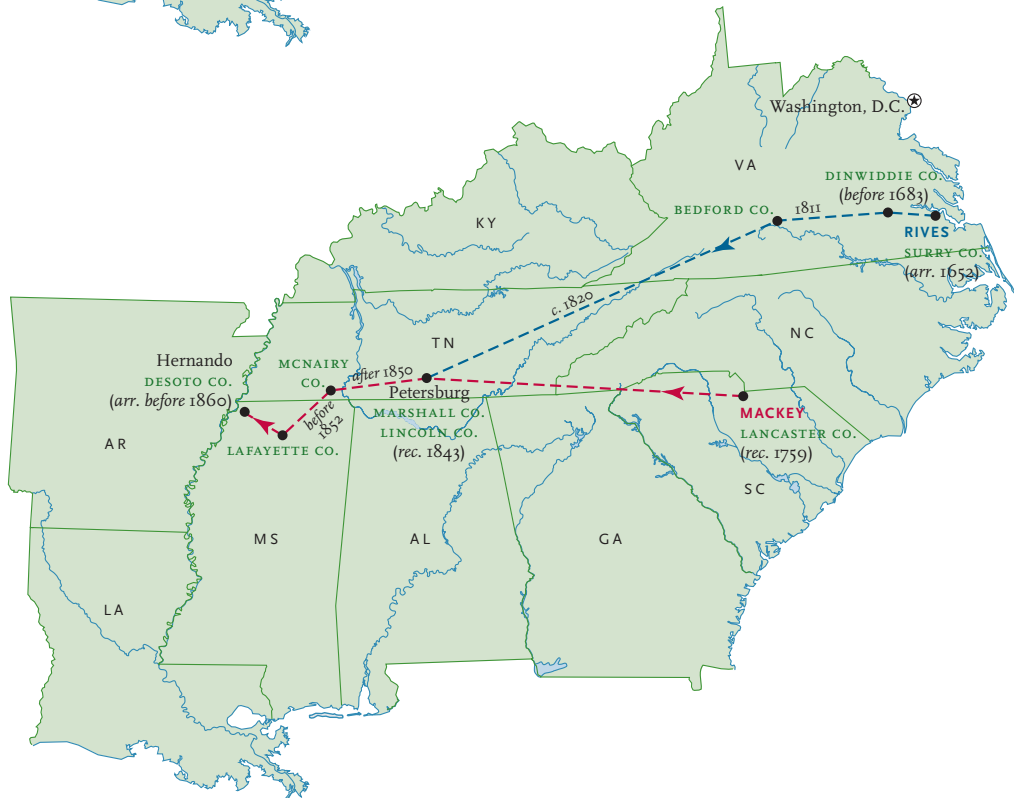 Washington, D.C.
VA
DINWIDDIE CO.
(before 1683)
BEDFORD CO.
1811
RIVES
SURRY CO.
(arr. 1652)
KY
c. 1820
NC
TN
Hernando
DESOTO CO.
(arr. before 1860)
MCNAIRY
CO.
after 1850
Petersburg
MARSHALL CO.
LINCOLN CO.
(rec. 1843)
before
1852
LAFAYETTE CO.
MACKEY
LANCASTER CO.
(rec. 1759)
AR
SC
MS
AL
GA
LA